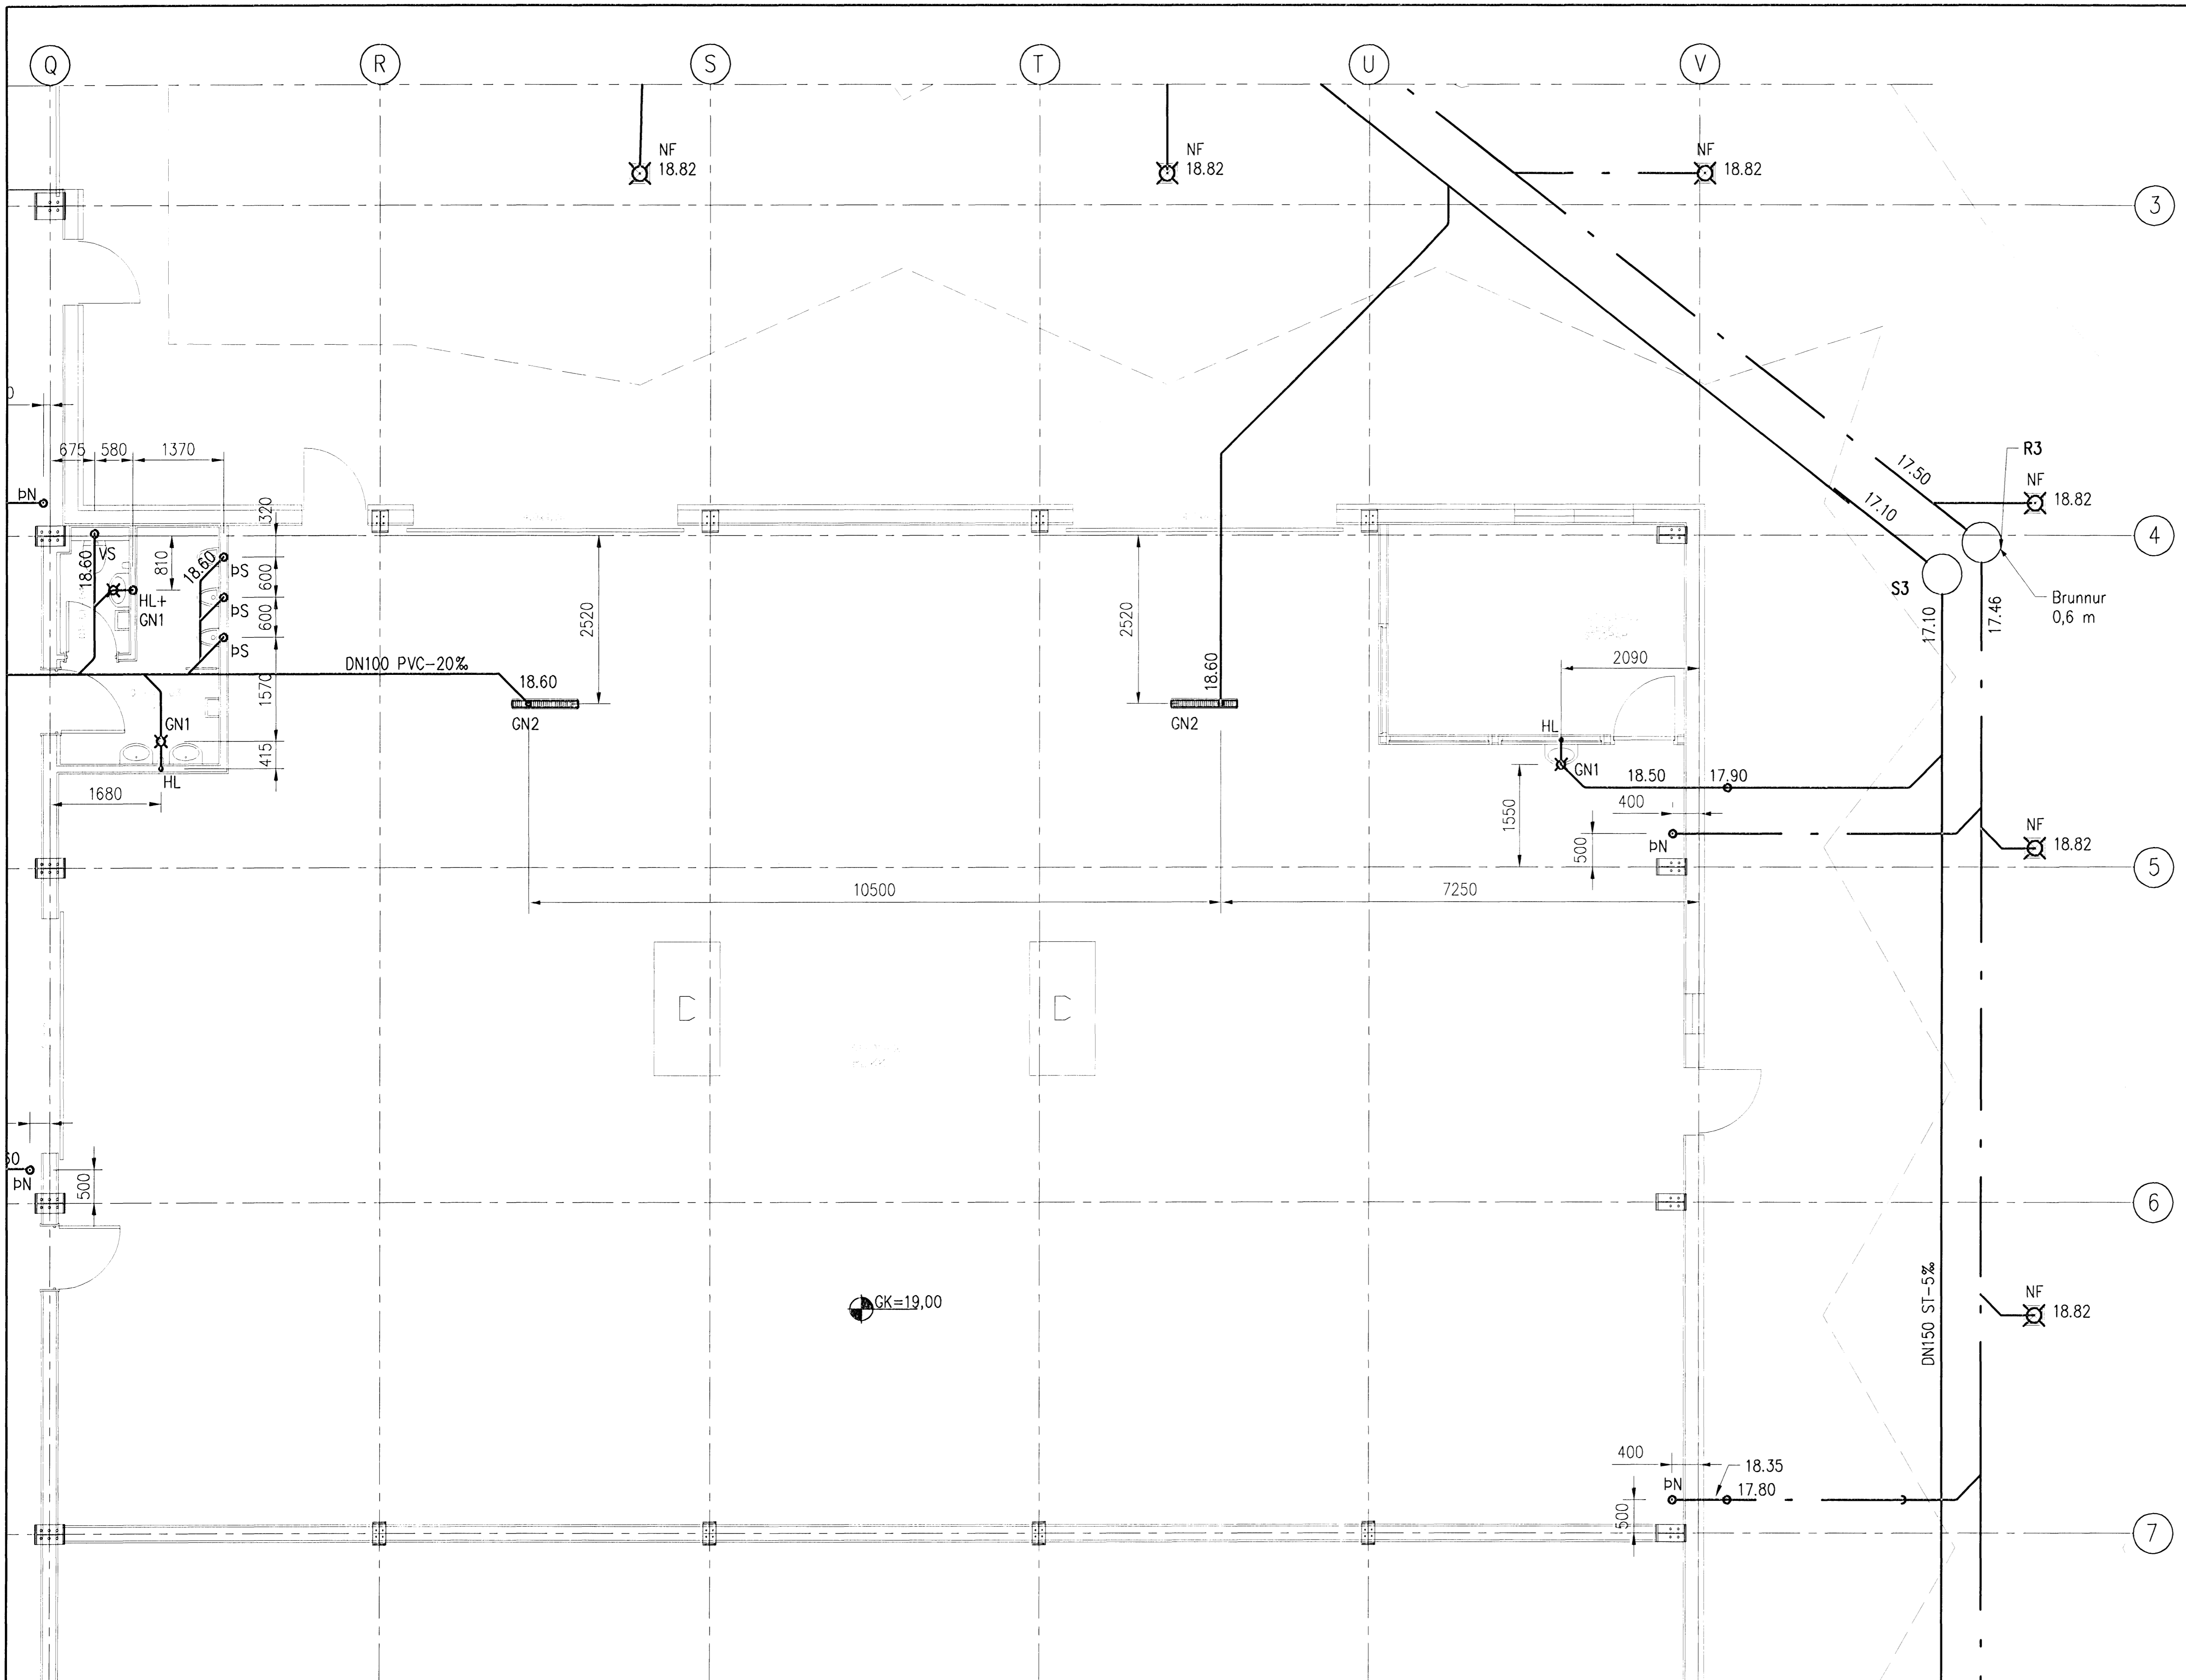 Q
R
S
T
U
V
NF
18.82
NF
18.82
NF
18.82
3
675
580
1370
ÞN
320
VS
18.60
810
18.60
ÞS
600
HL+
GN1
ÞS
600
ÞS
DN100 PVC-20‰
1570
18.60
GN2
2520
GN1
415
HL
1680
2520
18.60
GN2
17.50
17.10
R3
NF
18.82
4
S3
17.10
17.46
Brunnur
0,6 m
2090
HL
GN1
18.50
17.90
1550
400
500
ÞN
NF
18.82
5
10500
7250
D
D
ÞN
500
6
GK=19,00
DN150 ST-5‰
NF
18.82
400
18.35
ÞN
17.80
500
7